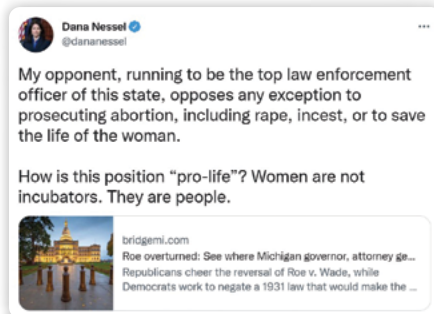 Dana Nessel
@dananessel
...
My opponent, running to be the top law enforcement
officer of this state, opposes any exception to
prosecuting abortion, including rape, incest, or to save
the life of the woman.
How is this position “pro-life”? Women are not
incubators. They are people.
bridgemi.com
Roe overturned: See where Michigan governor, attorney ge...
Republicans cheer the reversal of Roe v. Wade, while
Democrats work to negate a 1931 law that would make the ...